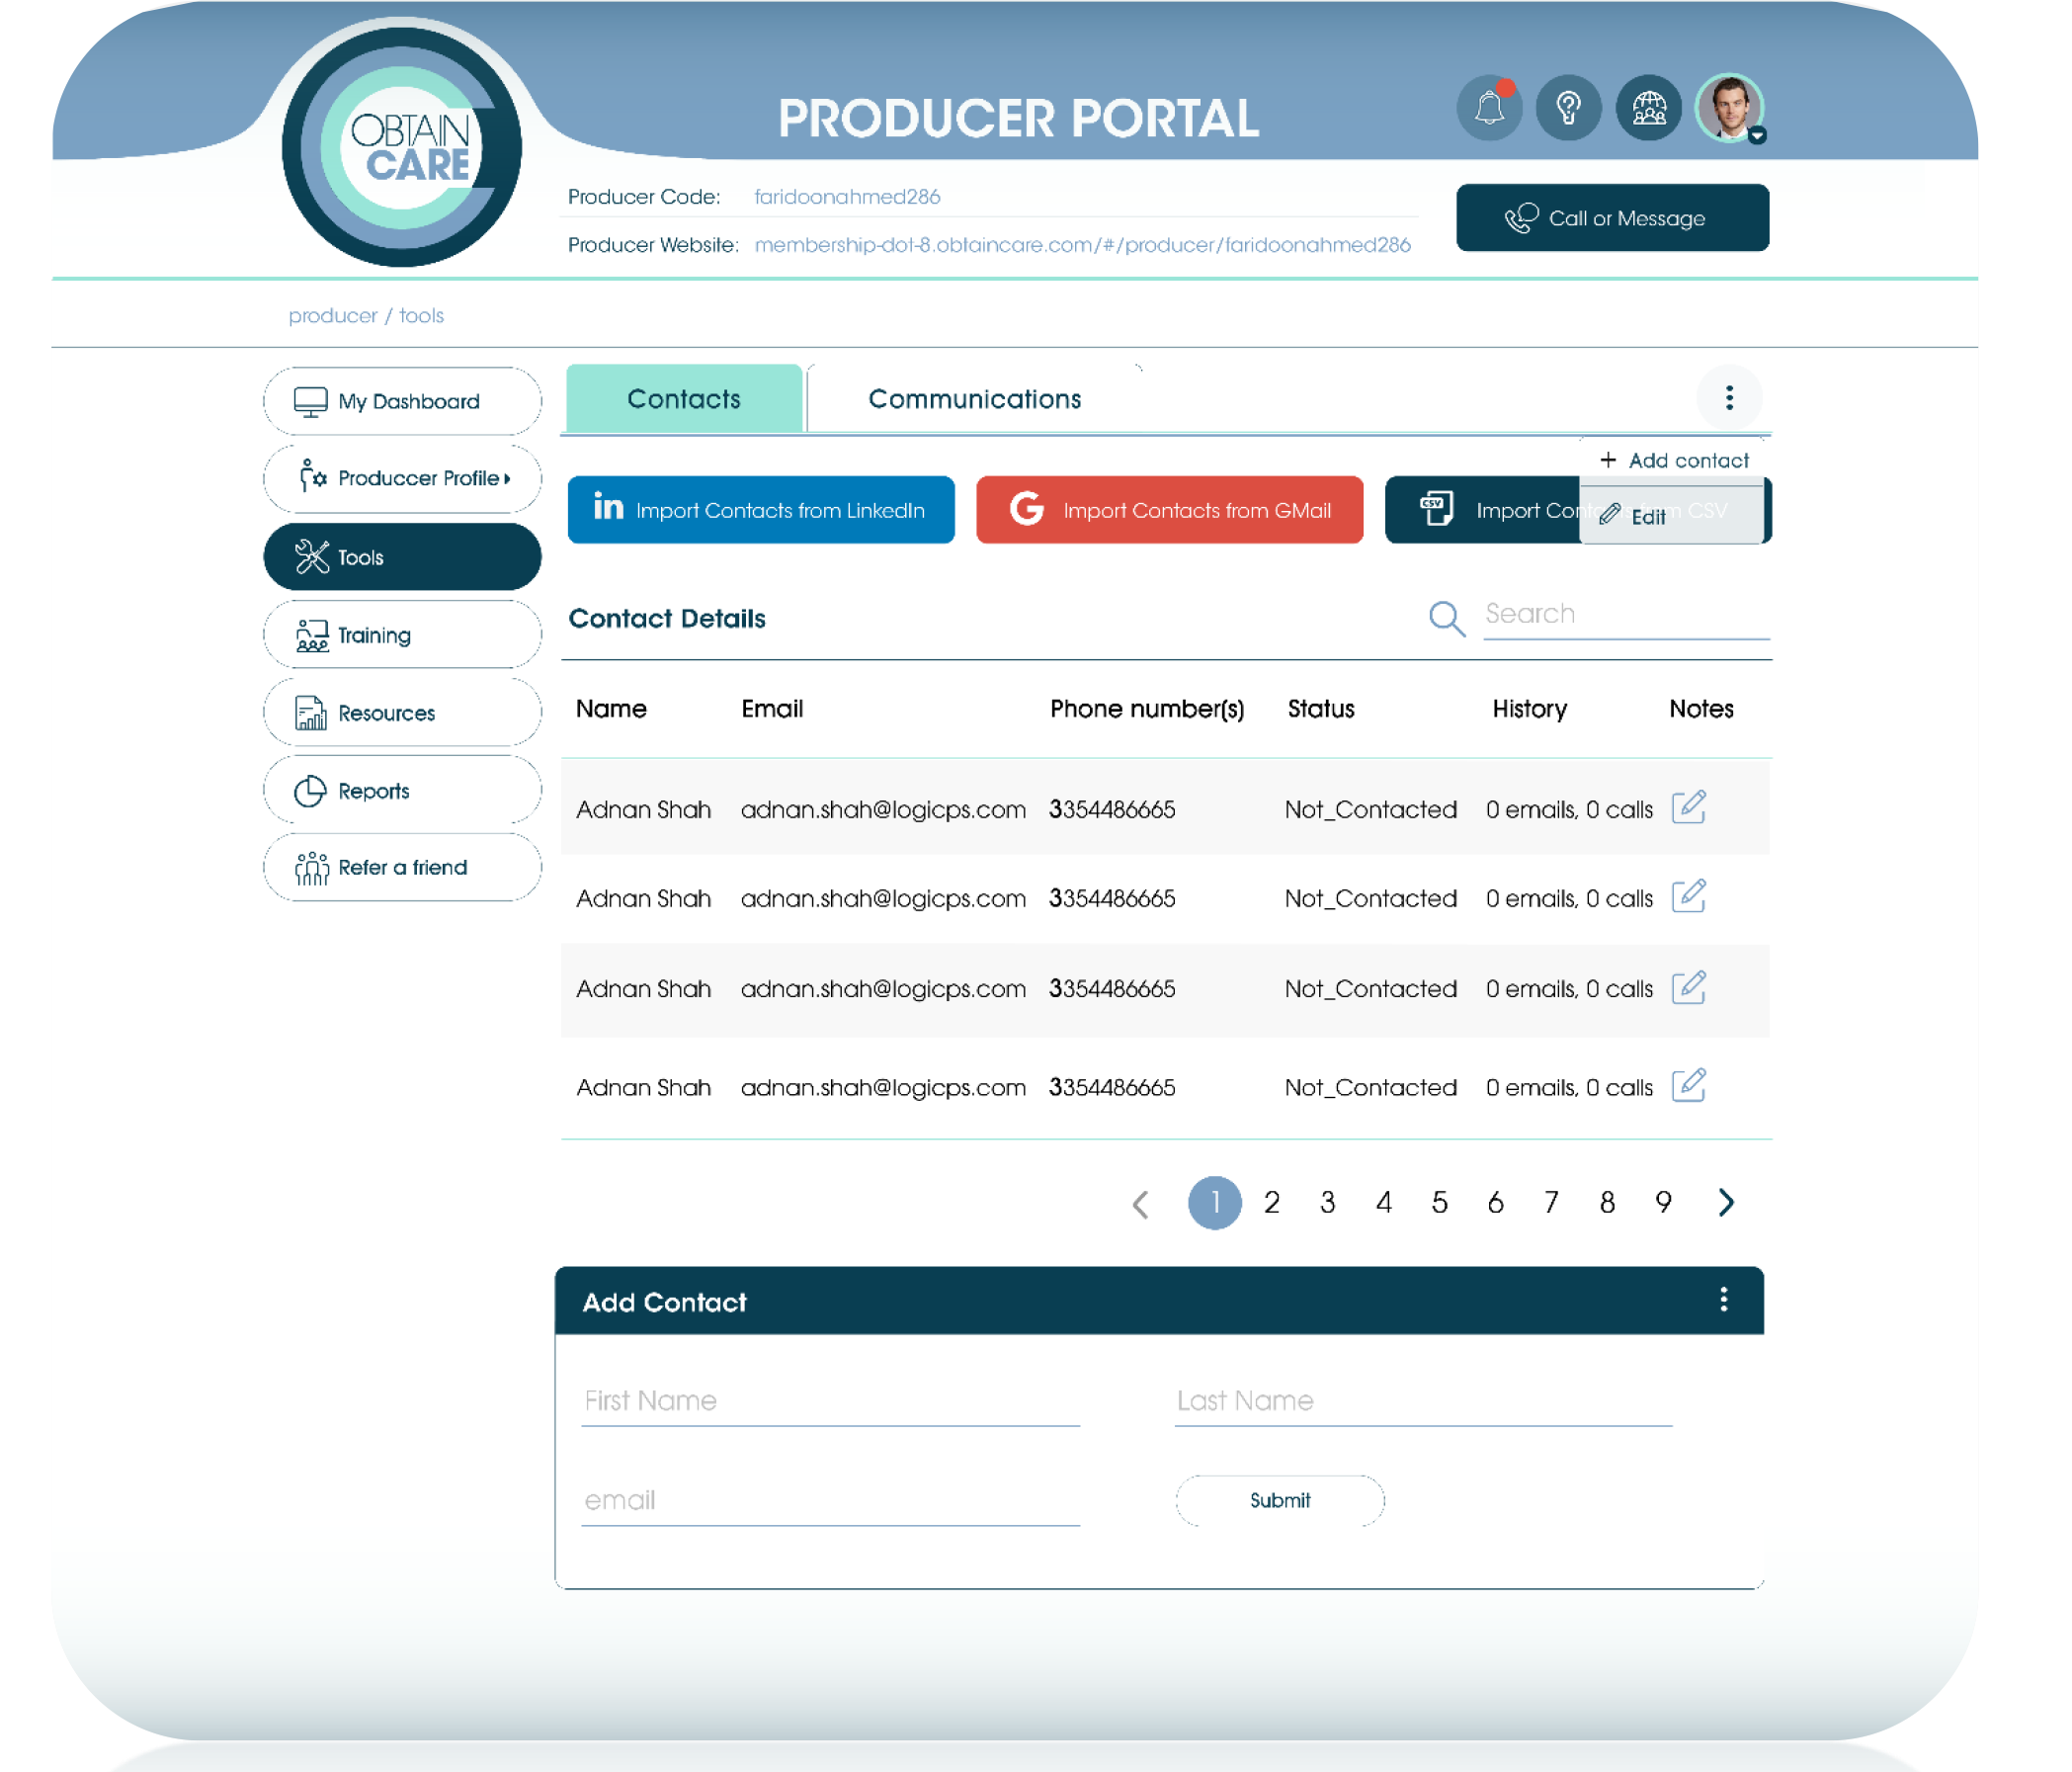 OBTAIN
CARE
PRODUCER PORTAL
Producer Code: faridoonahmed286
Call or Message
Producer Website: membership-dot-8.obtaincare.com/#/producer/faridoonahmed286
producer / tools
My Dashboard
Produccer Profile
Tools
Training
Resources
Reports
Refer a friend
Contacts
Communications
+ Add contact
Edit
in Import Contacts from LinkedIn
G Import Contacts from GMail
CSV Import Contacts from CSV
Contact Details
Search
Name Email Phone number(s) Status History Notes
Adnan Shah adnan.shah@logicps.com 3354486665 Not_Contacted 0 emails, 0 calls
Adnan Shah adnan.shah@logicps.com 3354486665 Not_Contacted 0 emails, 0 calls
Adnan Shah adnan.shah@logicps.com 3354486665 Not_Contacted 0 emails, 0 calls
Adnan Shah adnan.shah@logicps.com 3354486665 Not_Contacted 0 emails, 0 calls
1 2 3 4 5 6 7 8 9
Add Contact
First Name
Last Name
email
Submit